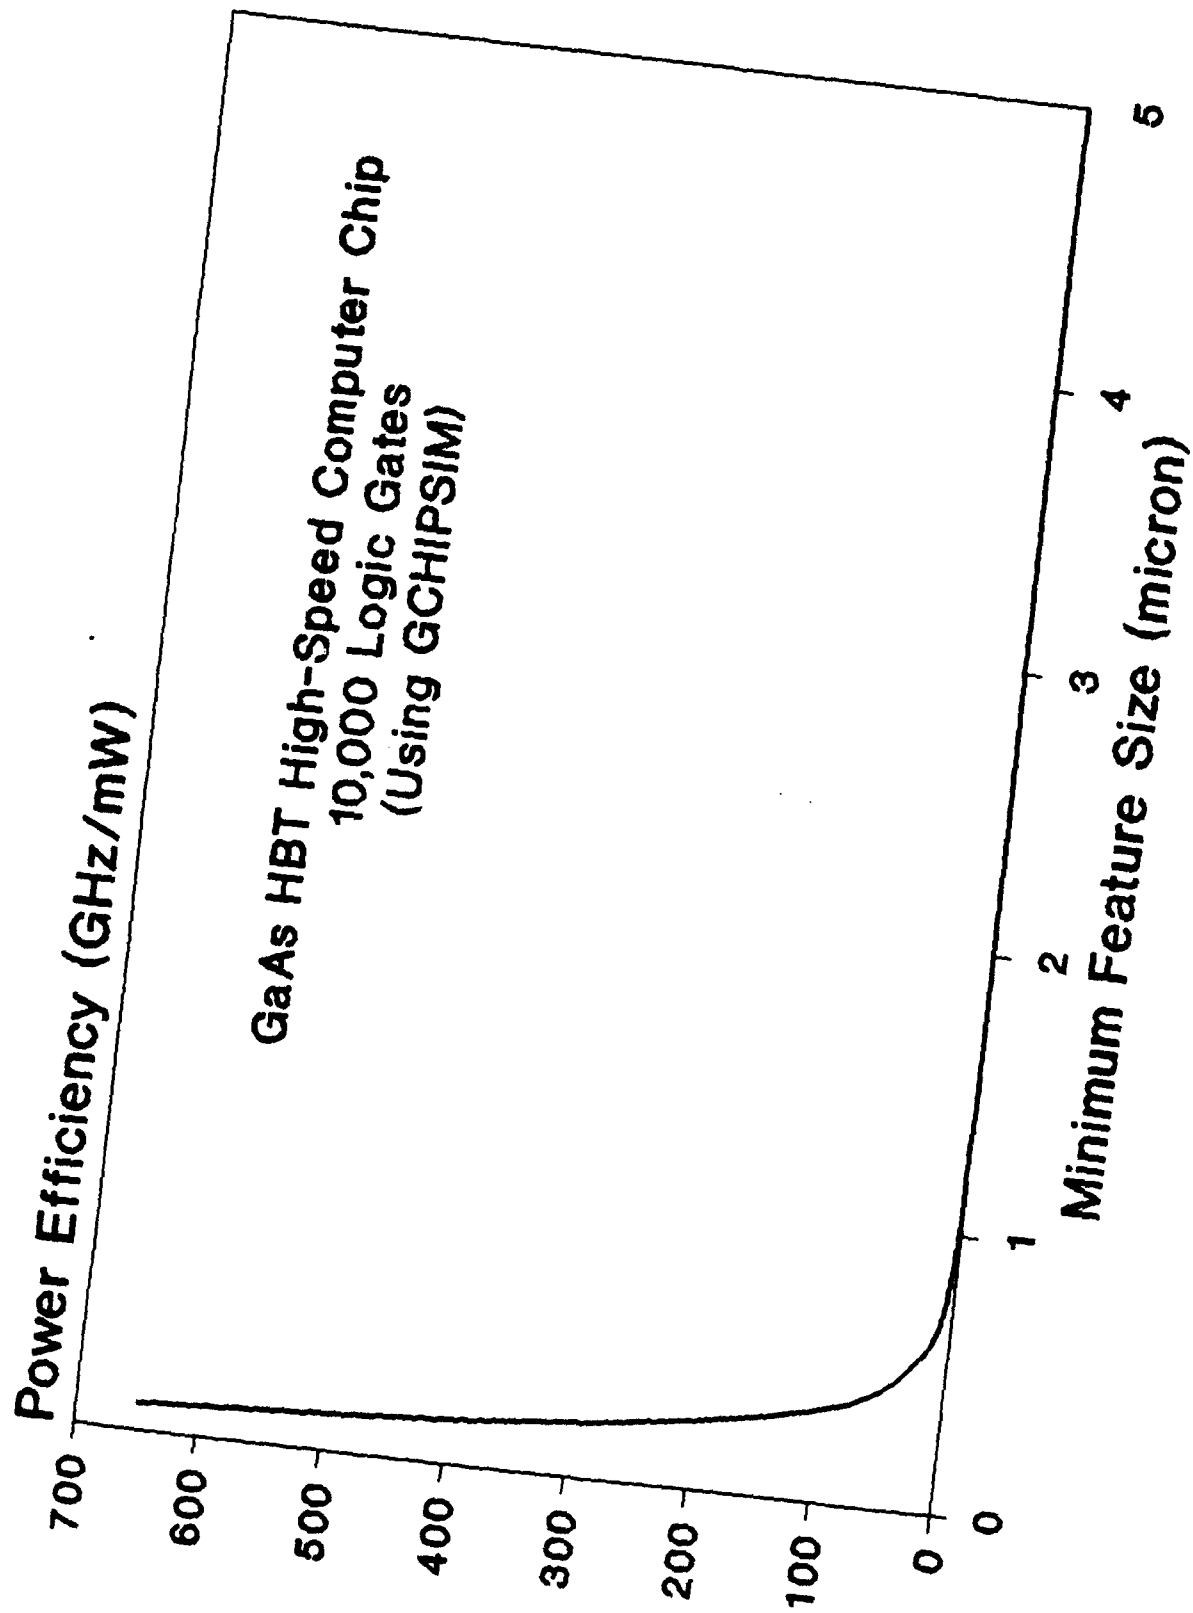 Power Efficiency (GHz/mW)
700
600
500
400
300
200
100
0
GaAs HBT High-Speed Computer Chip
10,000 Logic Gates
(Using GCHIPSIM)
0
1
2
3
4
5
Minimum Feature Size (micron)